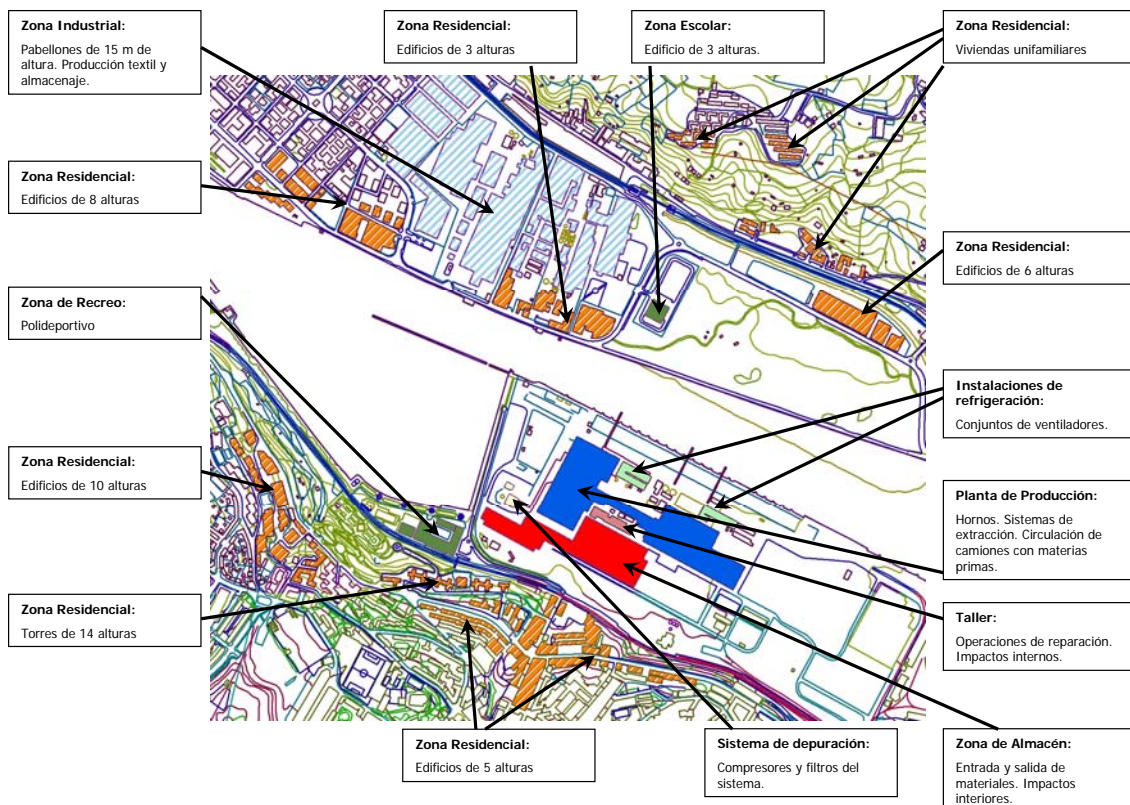 Zona Industrial:
Pabellones de 15 m de
altura. Producción textil y
almacenaje.
Zona Residencial:
Edificios de 3 alturas
Zona Escolar:
Edificio de 3 alturas.
Zona Residencial:
Viviendas unifamiliares
Zona Residencial:
Edificios de 8 alturas
Zona Residencial:
Edificios de 6 alturas
Zona de Recreo:
Polideportivo
Instalaciones de
refrigeración:
Conjuntos de ventiladores.
Zona Residencial:
Edificios de 10 alturas
Planta de Producción:
Hornos. Sistemas de
extracción. Circulación de
camiones con materias
primas.
Zona Residencial:
Torres de 14 alturas
Taller:
Operaciones de reparación.
Impactos internos.
Zona Residencial:
Edificios de 5 alturas
Sistema de depuración:
Compresores y filtros del
sistema.
Zona de Almacén:
Entrada y salida de
materiales. Impactos
interiores.